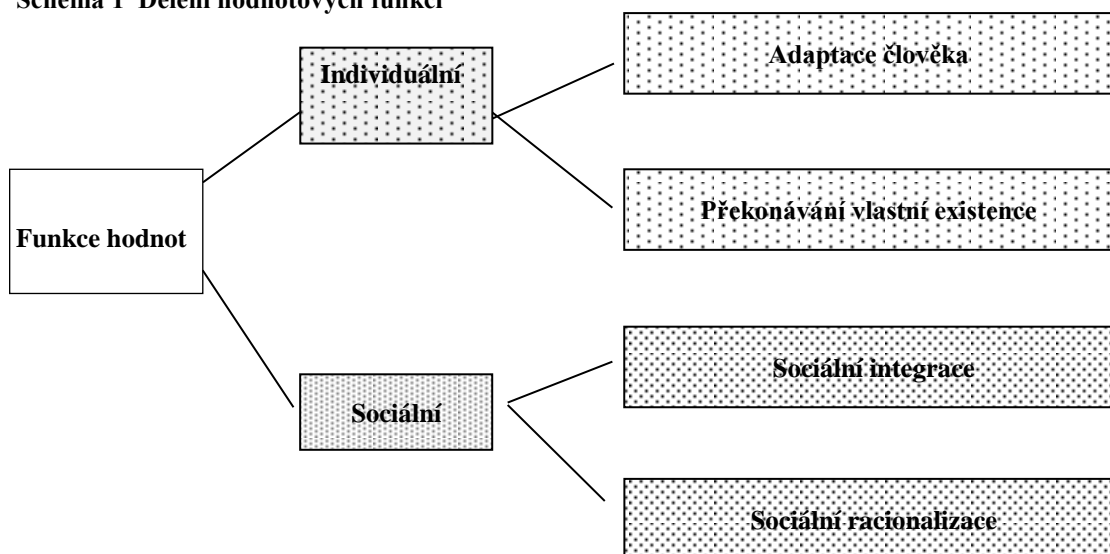 Schéma 1 Dělení hodnotových funkcí
Individuální
Adaptace člověka
Překonávání vlastní existence
Funkce hodnot
Sociální integrace
Sociální
Sociální racionalizace